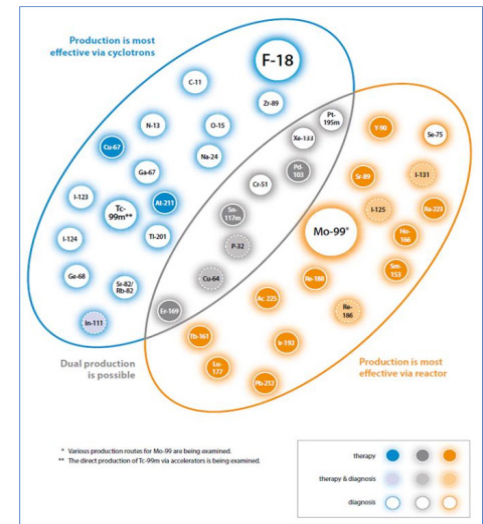 Production is most
effective via cyclotrons
F-18
C-11
Zr-89
Pt-
195m
N-13
O-15
Xe-133
Y-90
Se-75
Cu-67
Na-24
Pd-
103
Ga-67
Sr-89
I-131
Cr-51
I-123
Tc-
99m**
At-211
Sn-
117m
I-125
Ra-223
Mo-99*
Ho-
166
I-124
Tl-201
P-32
Sm-
153
Ge-68
Sr-82/
Rb-82
Cu-64
Re-188
Ac 225
Re-
186
In-111
Er-169
Tb-161
Ir-192
Dual production
is possible
Lu-
177
Production is most
effective via reactor
Pb-212
* Various production routes for Mo-99 are being examined.
** The direct production of Tc-99m via accelerators is being examined.
therapy
therapy & diagnosis
diagnosis